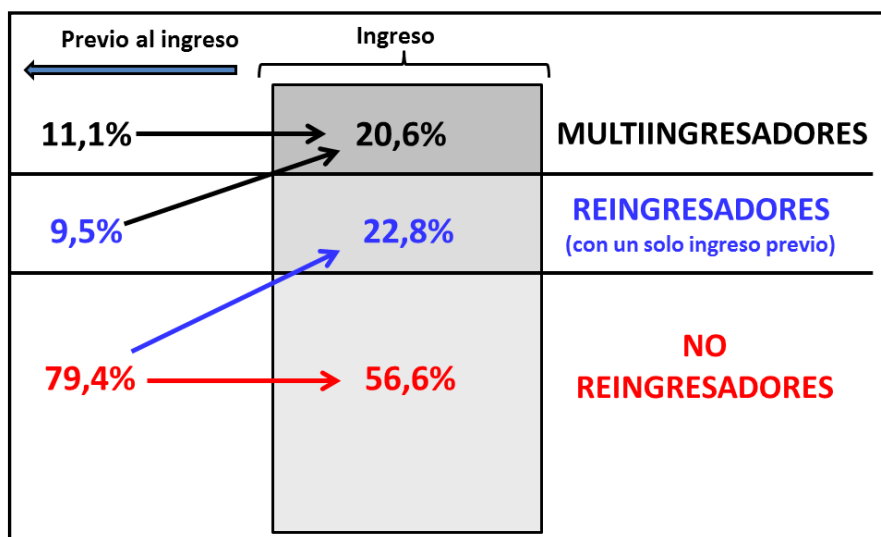 Previo al ingreso
Ingreso
11,1%
20,6%
MULTIINGRESADORES
9,5%
22,8%
REINGRESADORES
(con un solo ingreso previo)
79,4%
56,6%
NO
REINGRESADORES